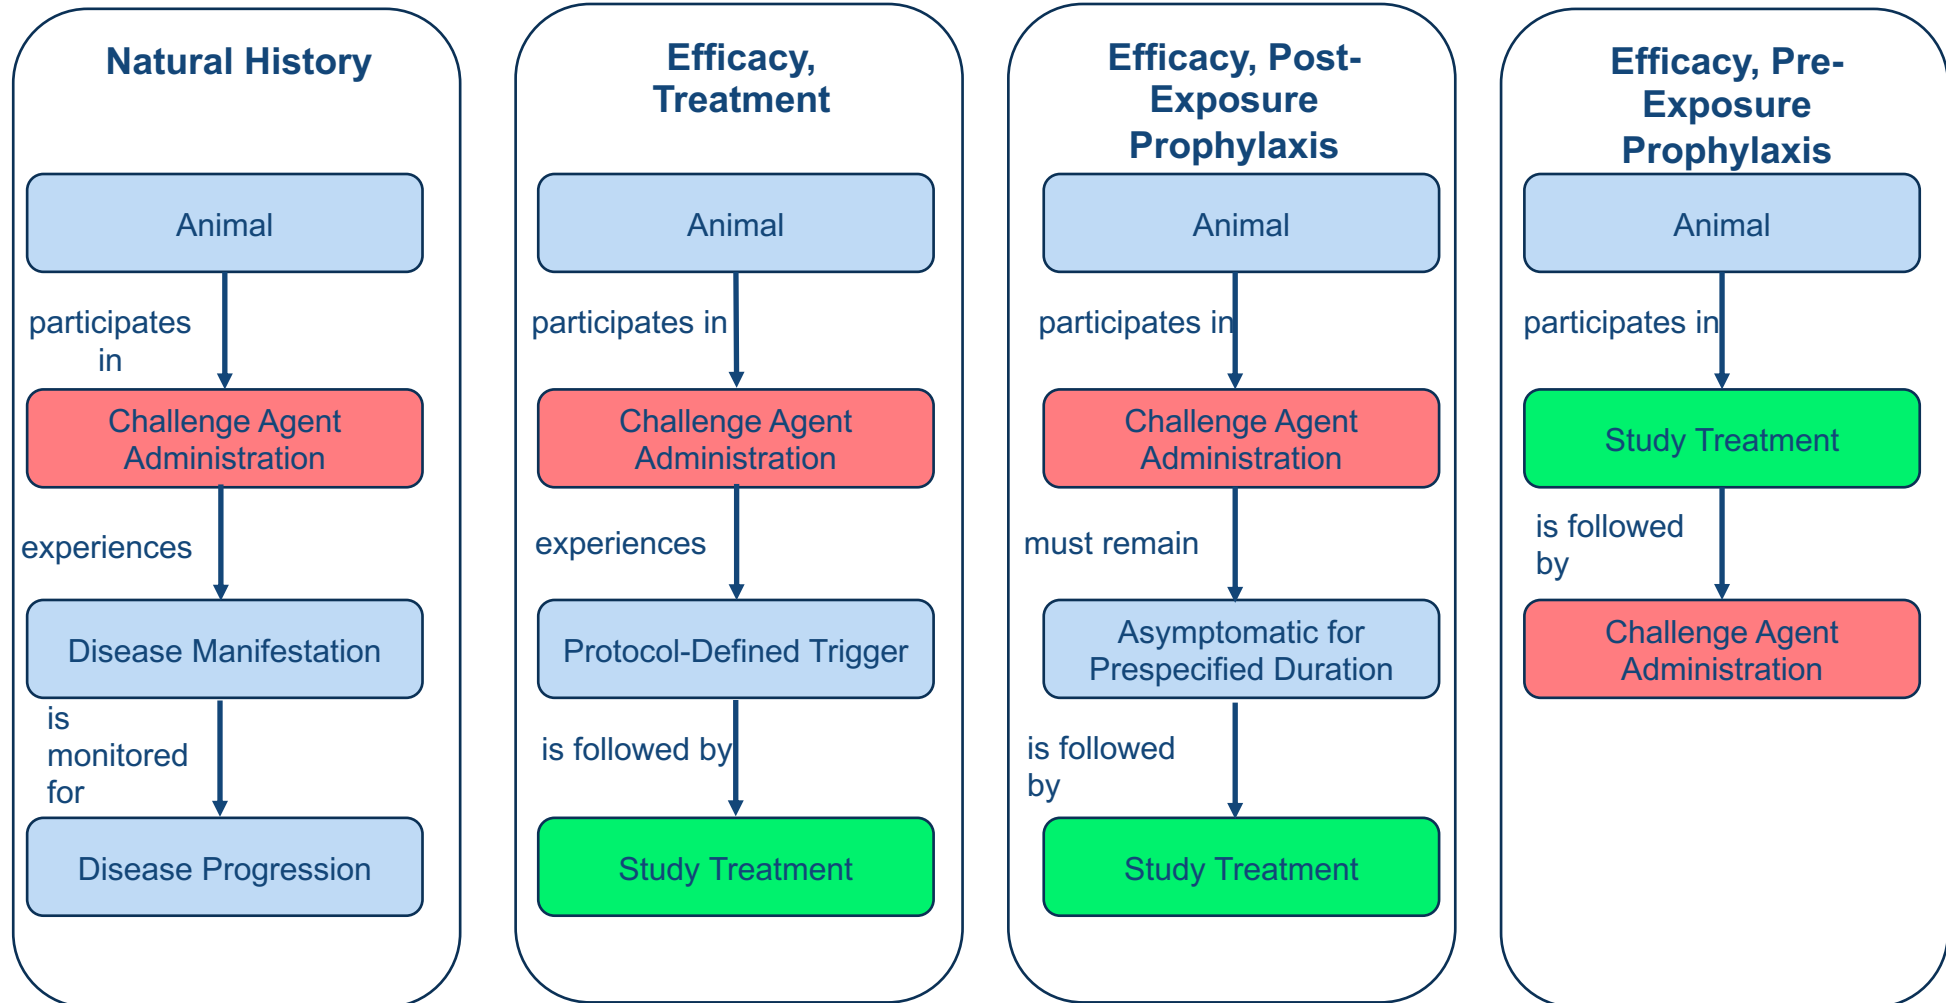 Natural History
Animal
participates
in
Challenge Agent
Administration
experiences
Disease Manifestation
is
monitored
for
Disease Progression
Efficacy,
Treatment
Animal
participates in
Challenge Agent
Administration
experiences
Protocol-Defined Trigger
is followed by
Study Treatment
Efficacy, Post-
Exposure
Prophylaxis
Animal
participates in
Challenge Agent
Administration
must remain
Asymptomatic for
Prespecified Duration
is followed
by
Study Treatment
Efficacy, Pre-
Exposure
Prophylaxis
Animal
participates in
Study Treatment
is followed
by
Challenge Agent
Administration